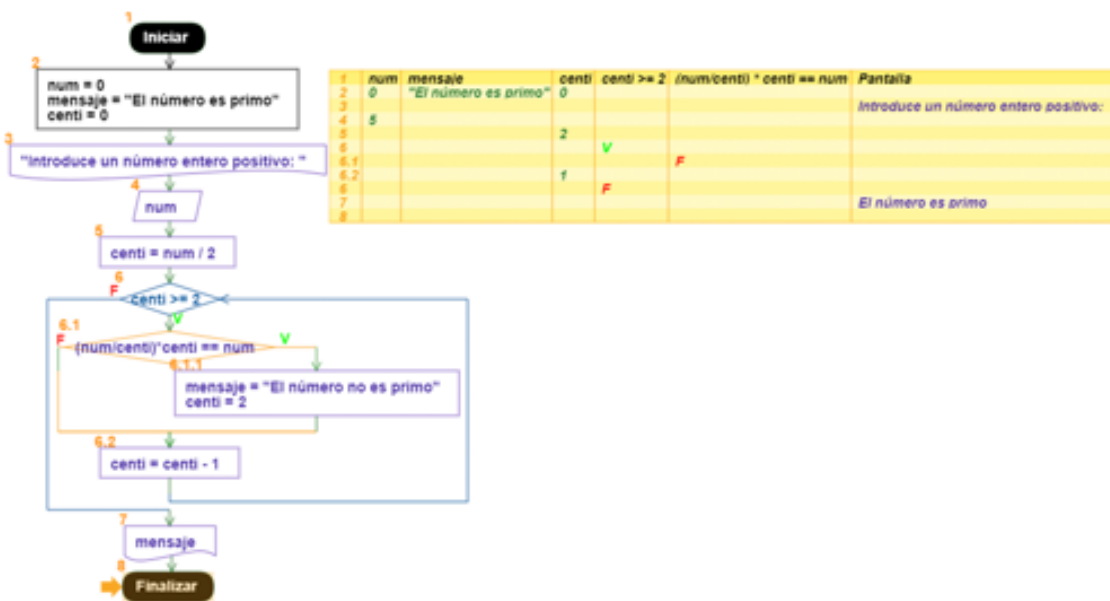 1
Iniciar
2
num = 0
mensaje = "El número es primo"
centi = 0
3
"Introduce un número entero positivo: "
4
num
5
centi = num / 2
6
F
centi >= 2
V
6.1
F
(num/centi)*centi == num
V
6.1.1
mensaje = "El número no es primo"
centi = 2
6.2
centi = centi - 1
7
mensaje
8
Finalizar
1 num mensaje centi centi >= 2 (num/centi) * centi == num Pantalla
2 0 "El número es primo" 0
3 Introduce un número entero positivo:
4 5
5 2
6 V
6.1 F
6.2 1
6 F
7 El número es primo
8